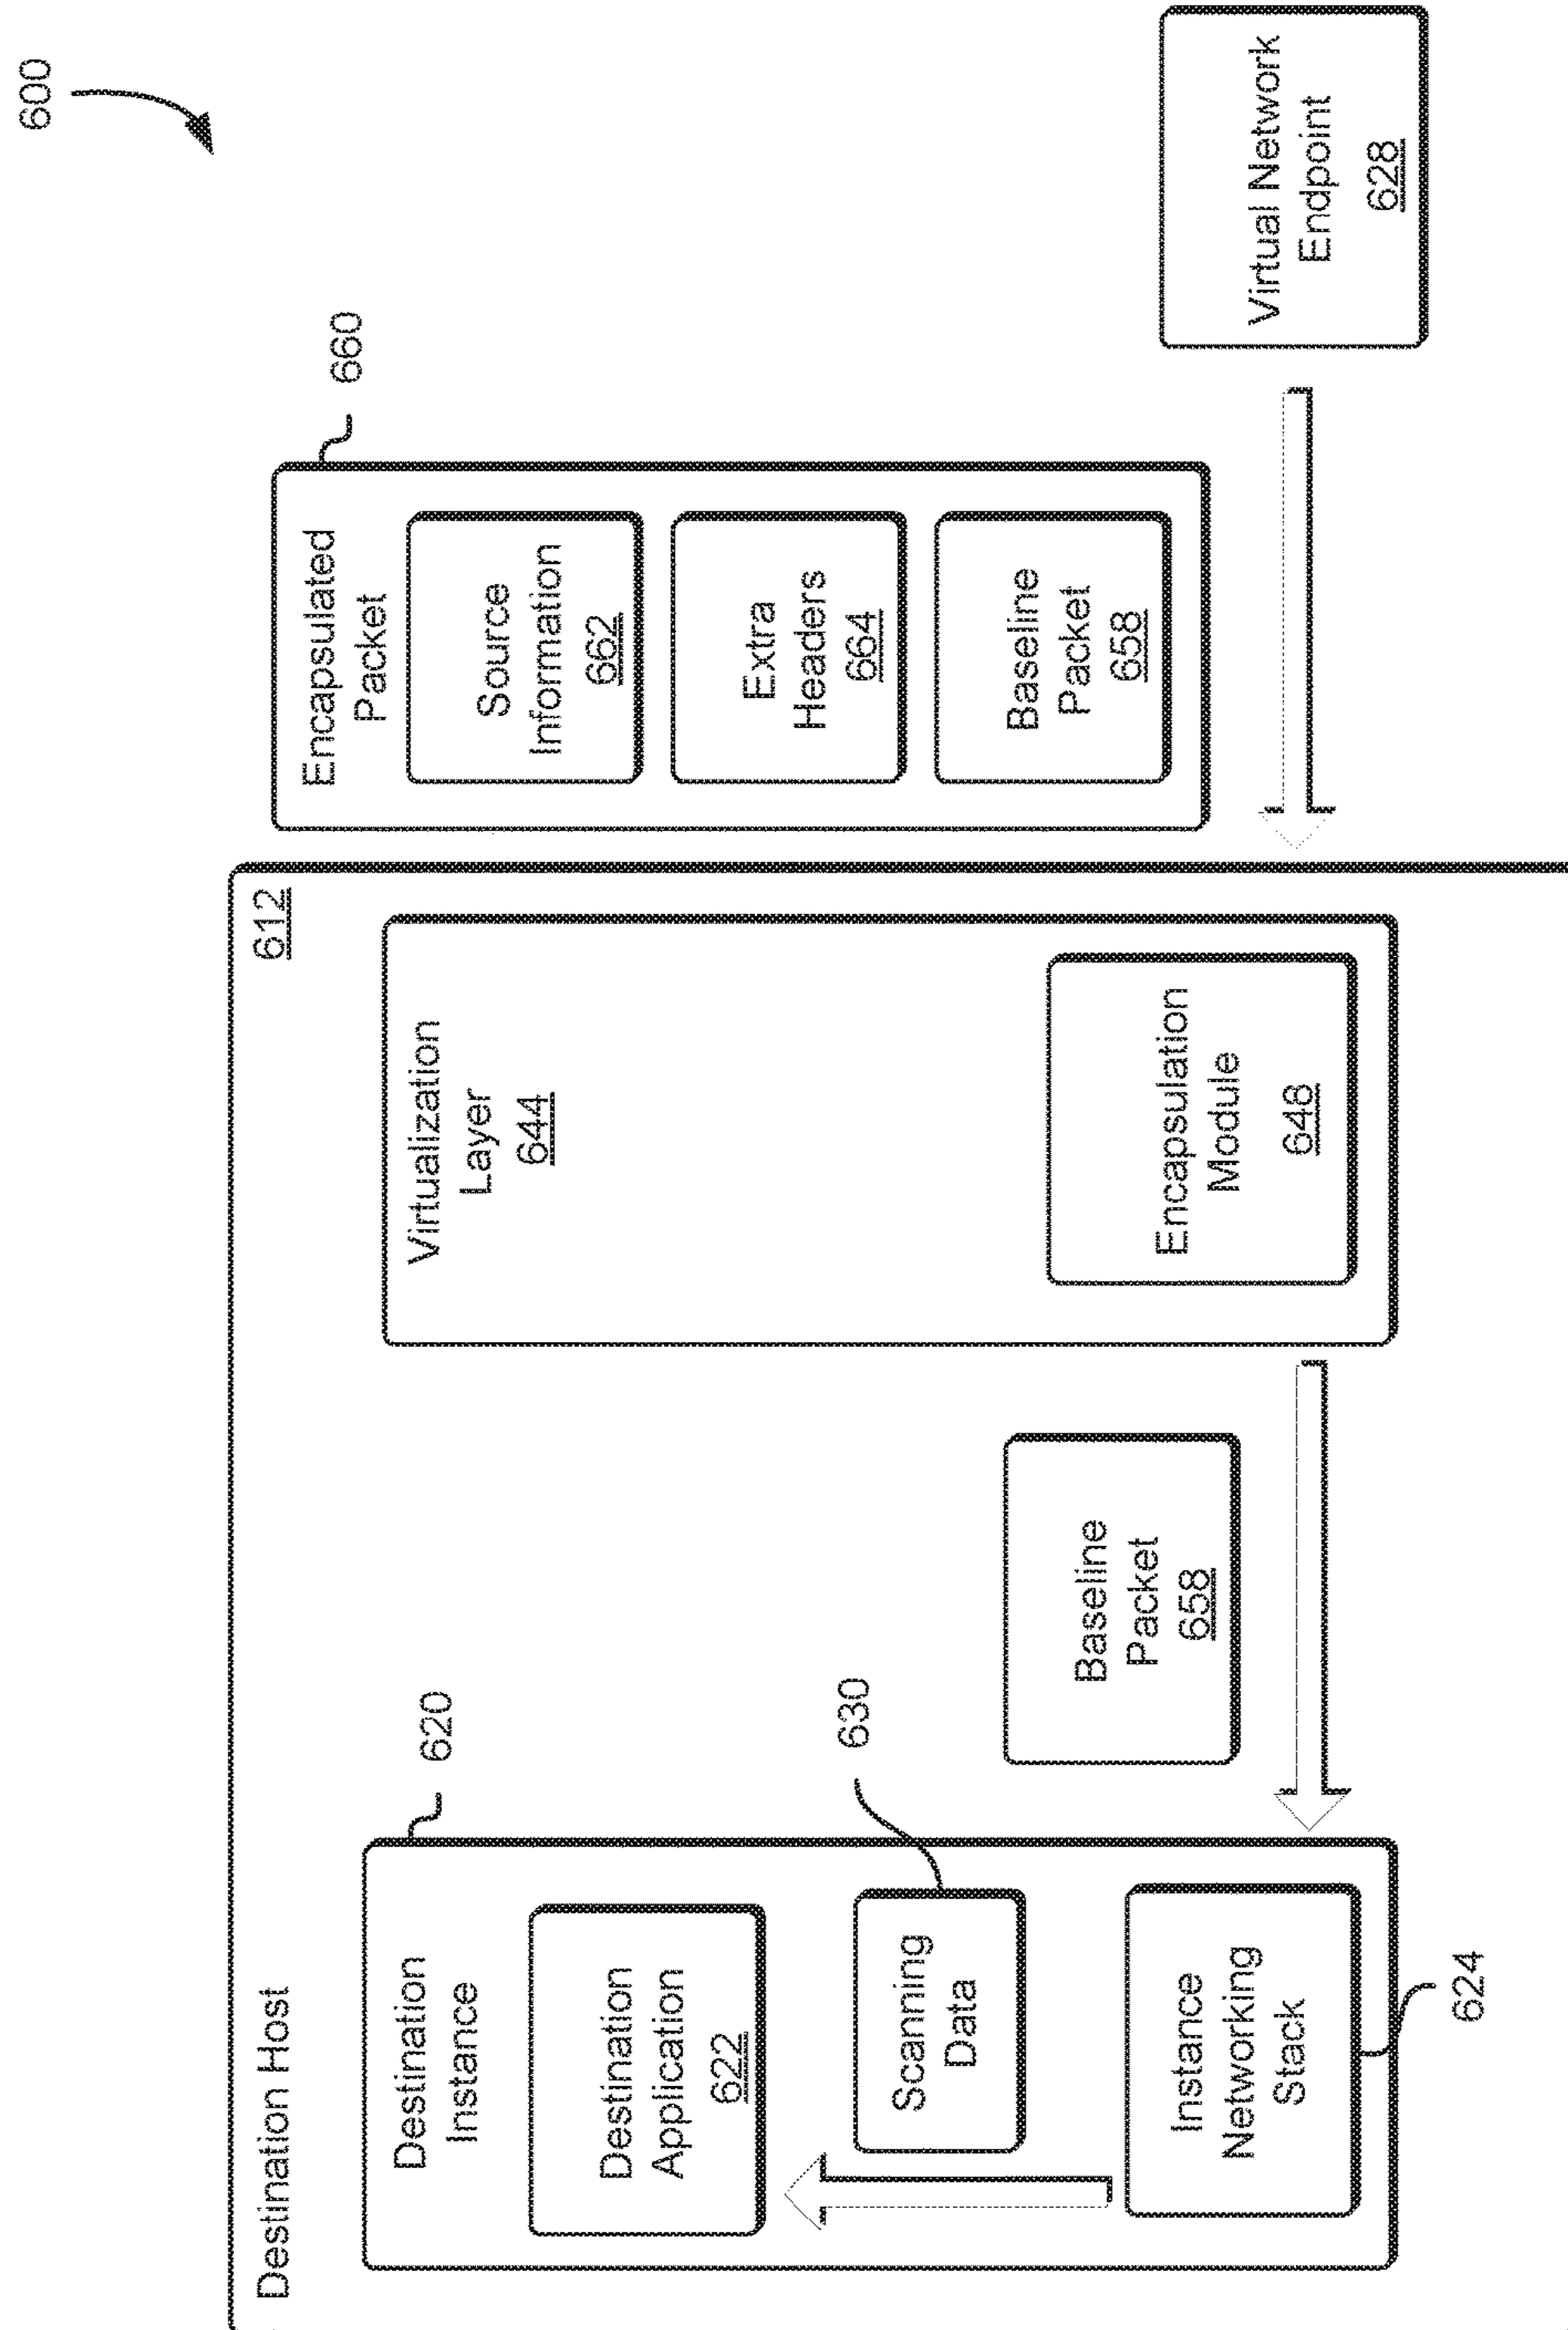 600
Destination Host
612
Destination
Instance
620
Destination
Application
622
Scanning
Data
630
Instance
Networking
Stack
624
Baseline
Packet
658
Virtualization
Layer
644
Encapsulation
Module
648
Encapsulated
Packet
660
Source
Information
662
Extra
Headers
664
Baseline
Packet
658
Virtual Network
Endpoint
628